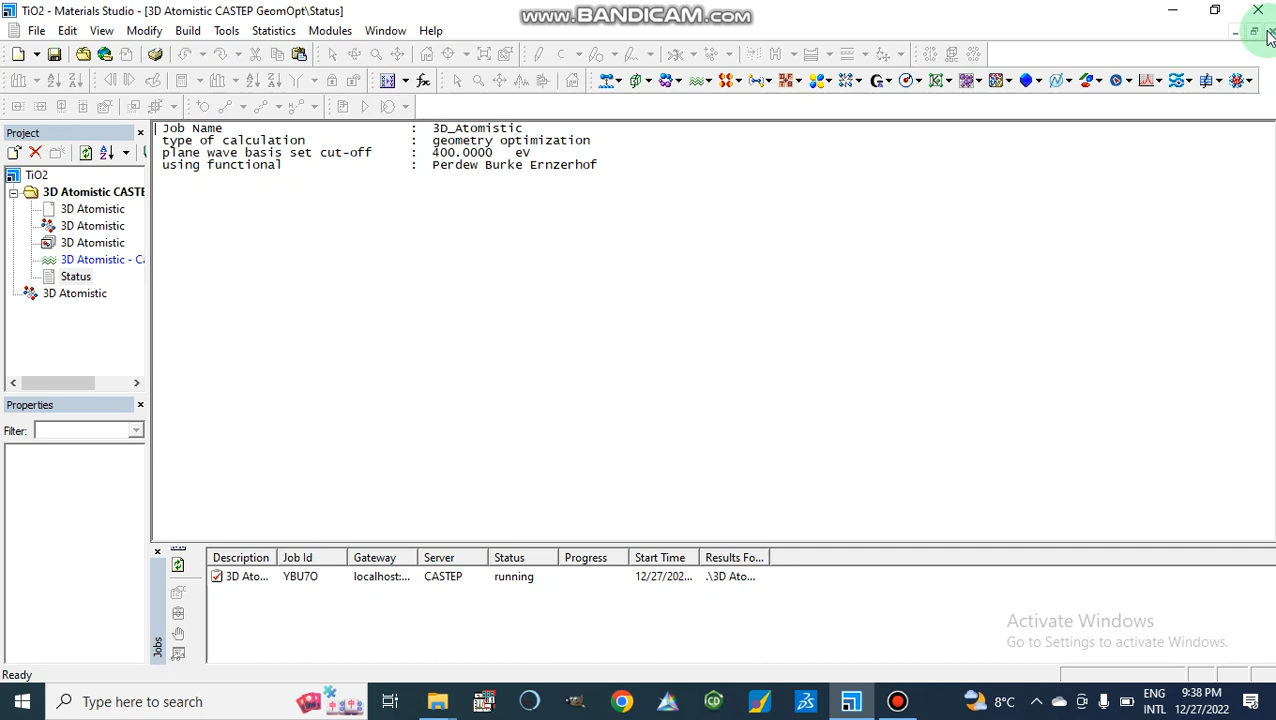 TiO2 - Materials Studio - [3D Atomistic CASTEP GeomOpt\Status]
www.BANDICAM.com
File Edit View Modify Build Tools Statistics Modules Window Help
Project
TiO2
3D Atomistic CASTE
3D Atomistic
3D Atomistic
3D Atomistic
3D Atomistic - Ca
Status
3D Atomistic
Job Name : 3D_Atomistic
type of calculation : geometry optimization
plane wave basis set cut-off : 400.0000 eV
using functional : Perdew Burke Ernzerhof
Properties
Filter:
Jobs
Description Job Id Gateway Server Status Progress Start Time Results Fo...
3D Ato... YBU7O localhost:... CASTEP running 12/27/202... .\3D Ato...
Activate Windows
Go to Settings to activate Windows.
Ready
Type here to search
8°C
ENG
INTL
9:38 PM
12/27/2022